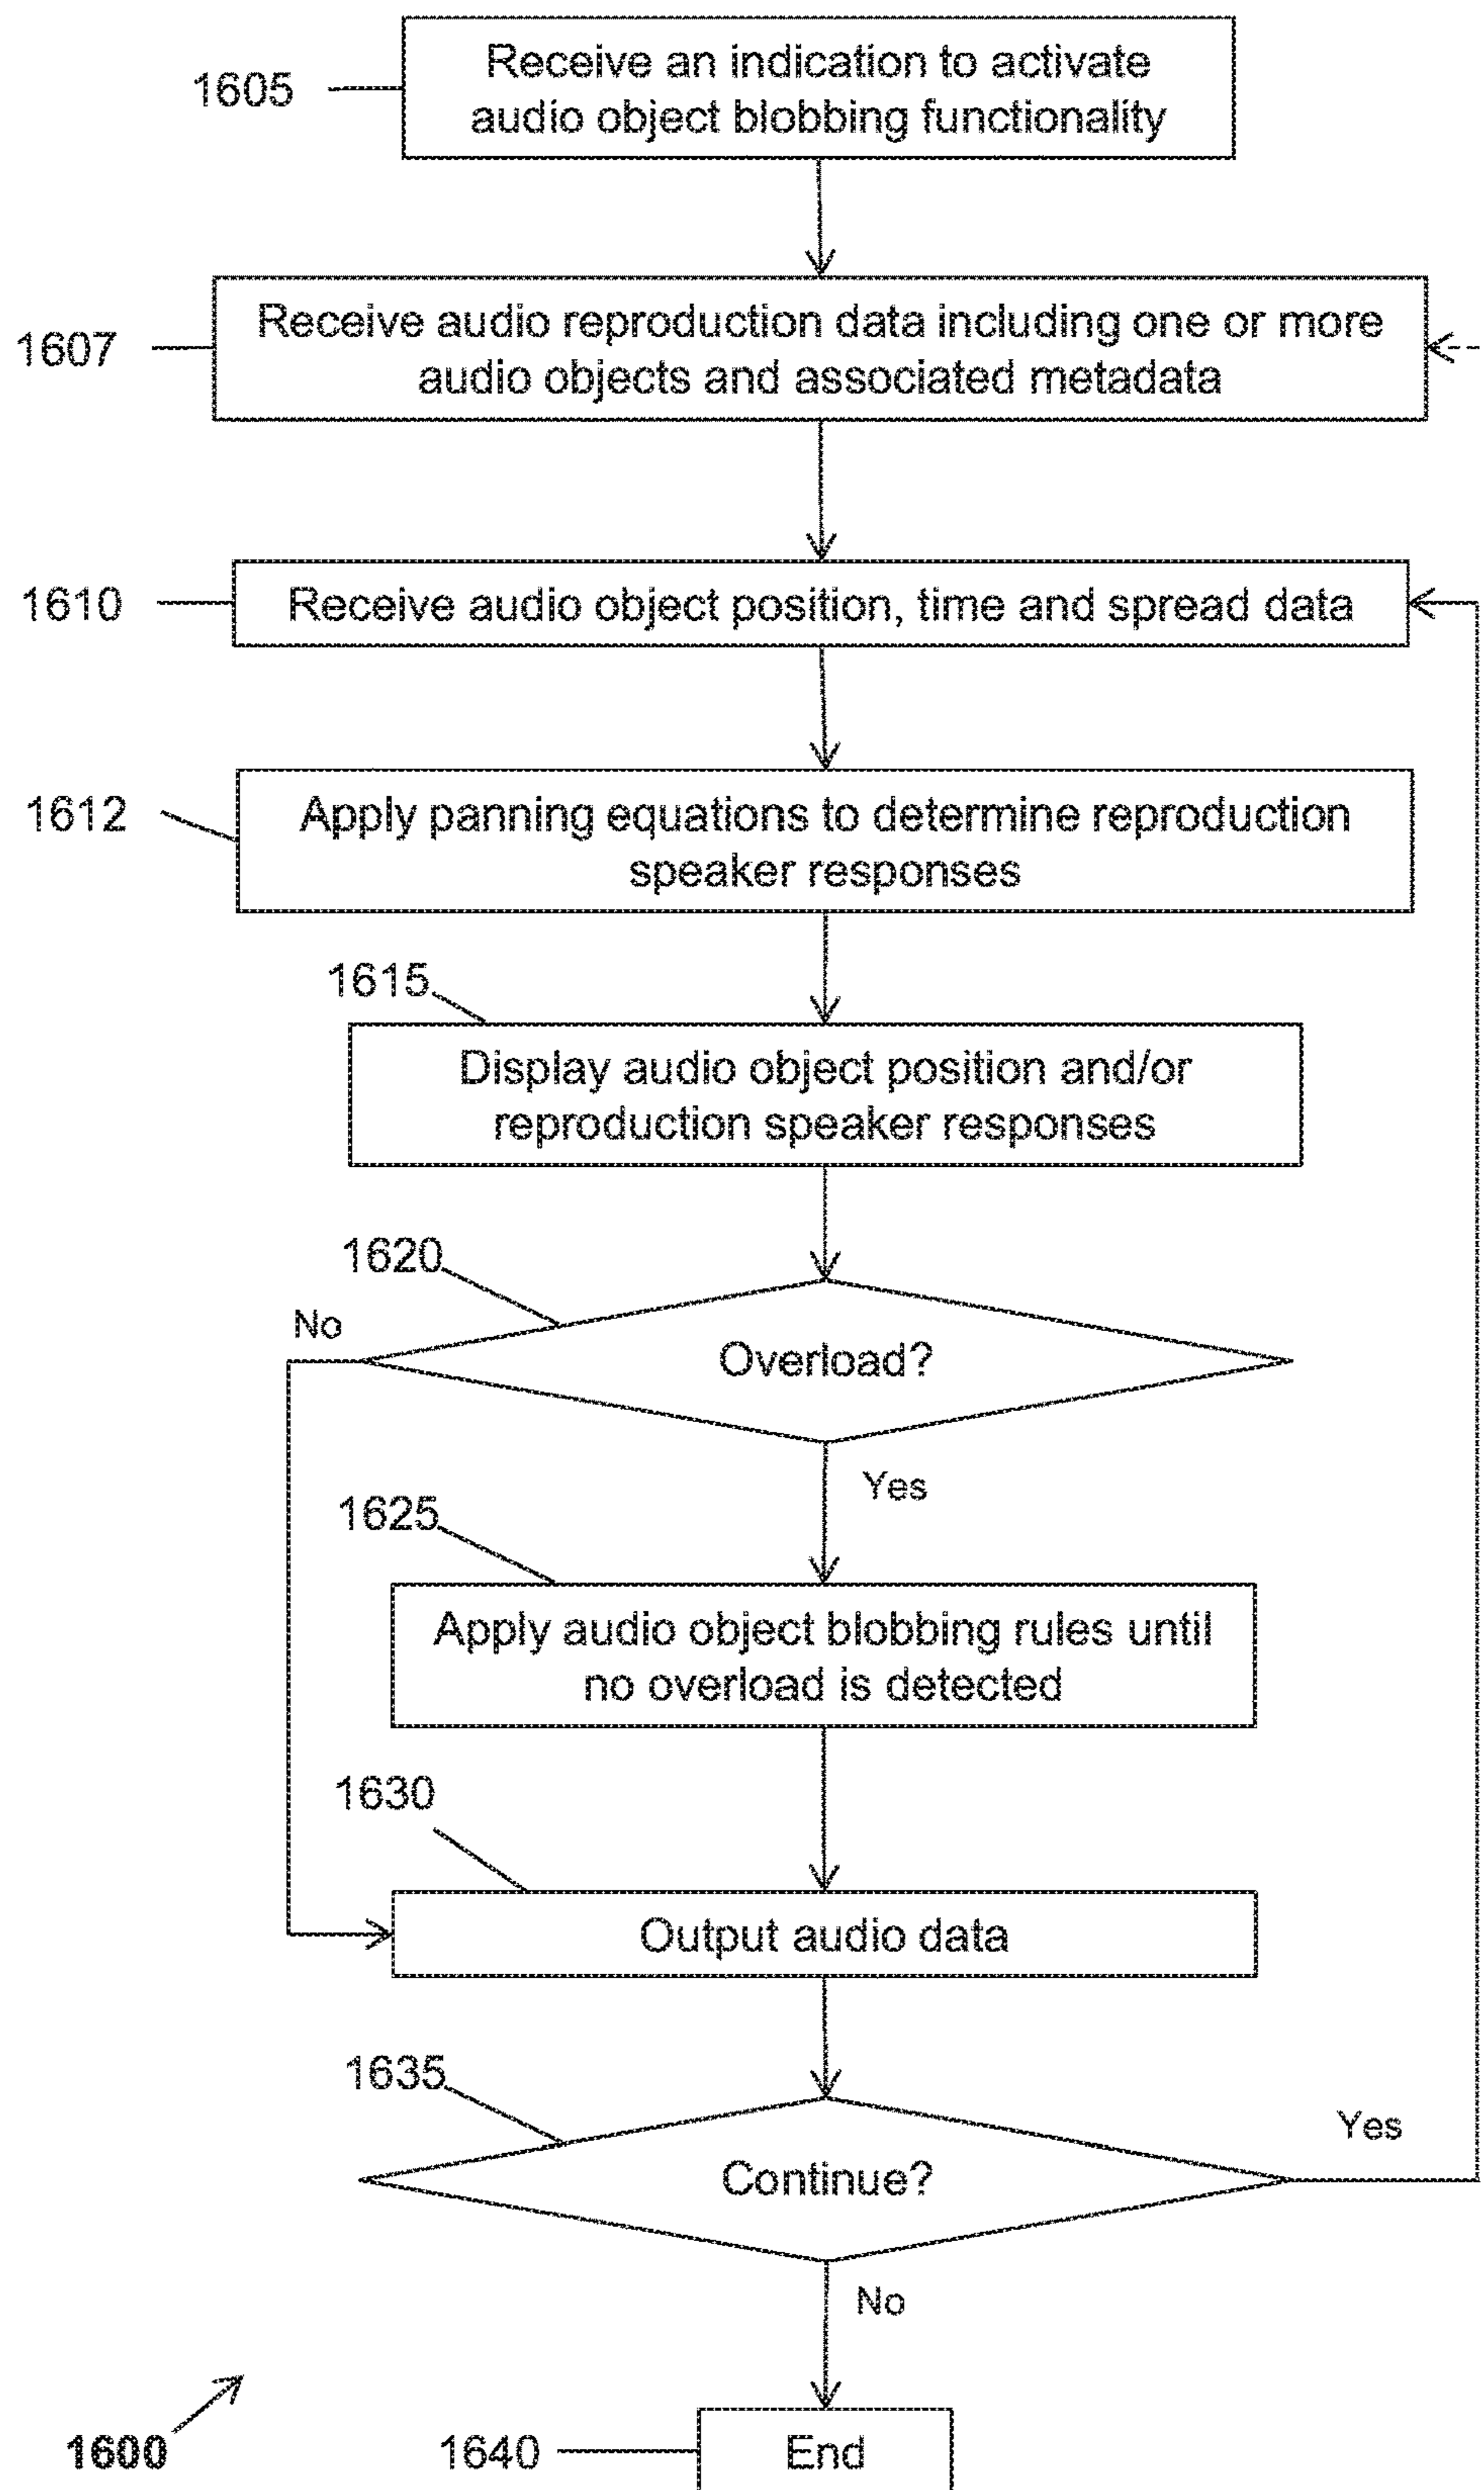 1605
Receive an indication to activate
audio object blobbing functionality
1607
Receive audio reproduction data including one or more
audio objects and associated metadata
1610
Receive audio object position, time and spread data
1612
Apply panning equations to determine reproduction
speaker responses
1615
Display audio object position and/or
reproduction speaker responses
1620
No
Overload?
Yes
1625
Apply audio object blobbing rules until
no overload is detected
1630
Output audio data
1635
Yes
Continue?
No
1600
1640
End